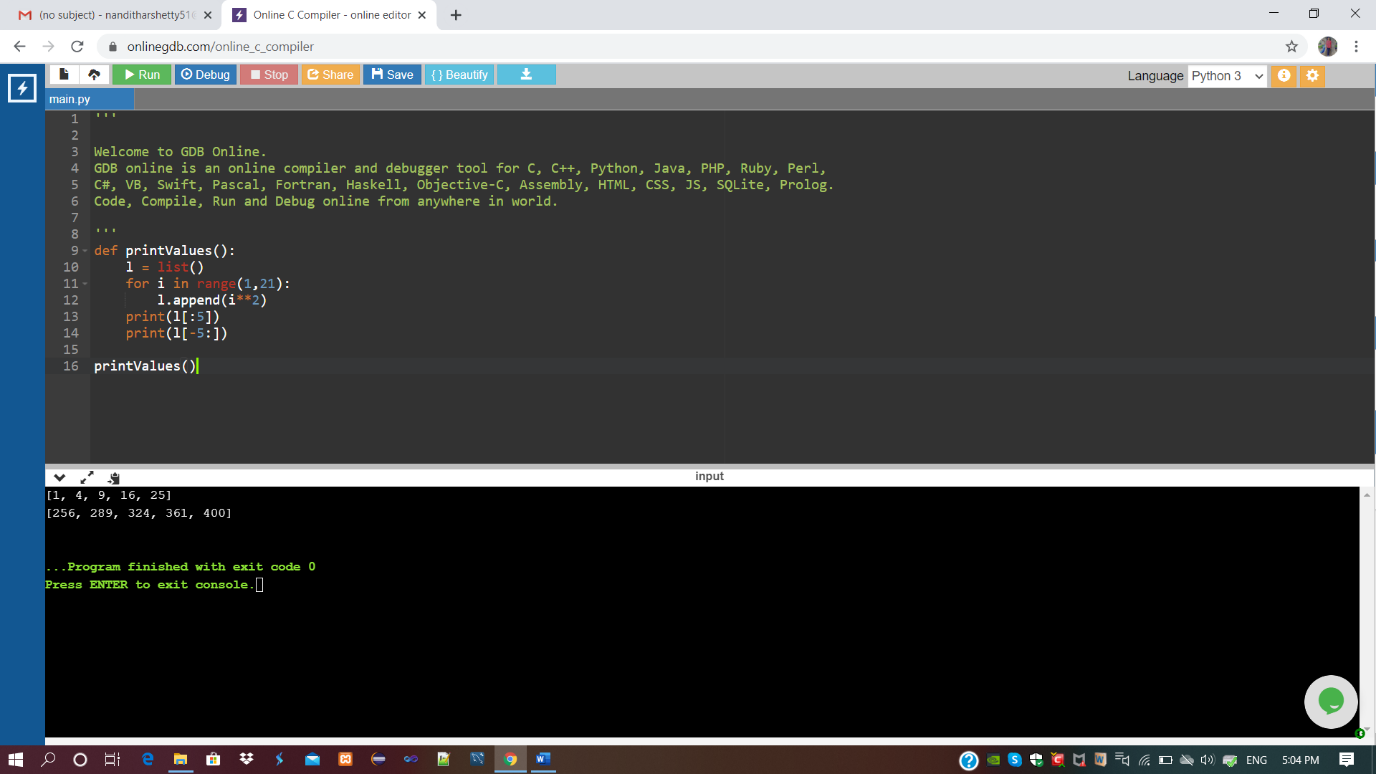 (no subject) - nanditharshetty516
Online C Compiler - online editor
onlinegdb.com/online_c_compiler
Run Debug Stop Share Save {} Beautify Language Python 3
main.py
1 '''
2
3 Welcome to GDB Online.
4 GDB online is an online compiler and debugger tool for C, C++, Python, Java, PHP, Ruby, Perl,
5 C#, VB, Swift, Pascal, Fortran, Haskell, Objective-C, Assembly, HTML, CSS, JS, SQLite, Prolog.
6 Code, Compile, Run and Debug online from anywhere in world.
7
8 '''
9 def printValues():
10 l = list()
11 for i in range(1,21):
12 l.append(i**2)
13 print(l[:5])
14 print(l[-5:])
15
16 printValues()
input
[1, 4, 9, 16, 25]
[256, 289, 324, 361, 400]
...Program finished with exit code 0
Press ENTER to exit console.
ENG 5:04 PM